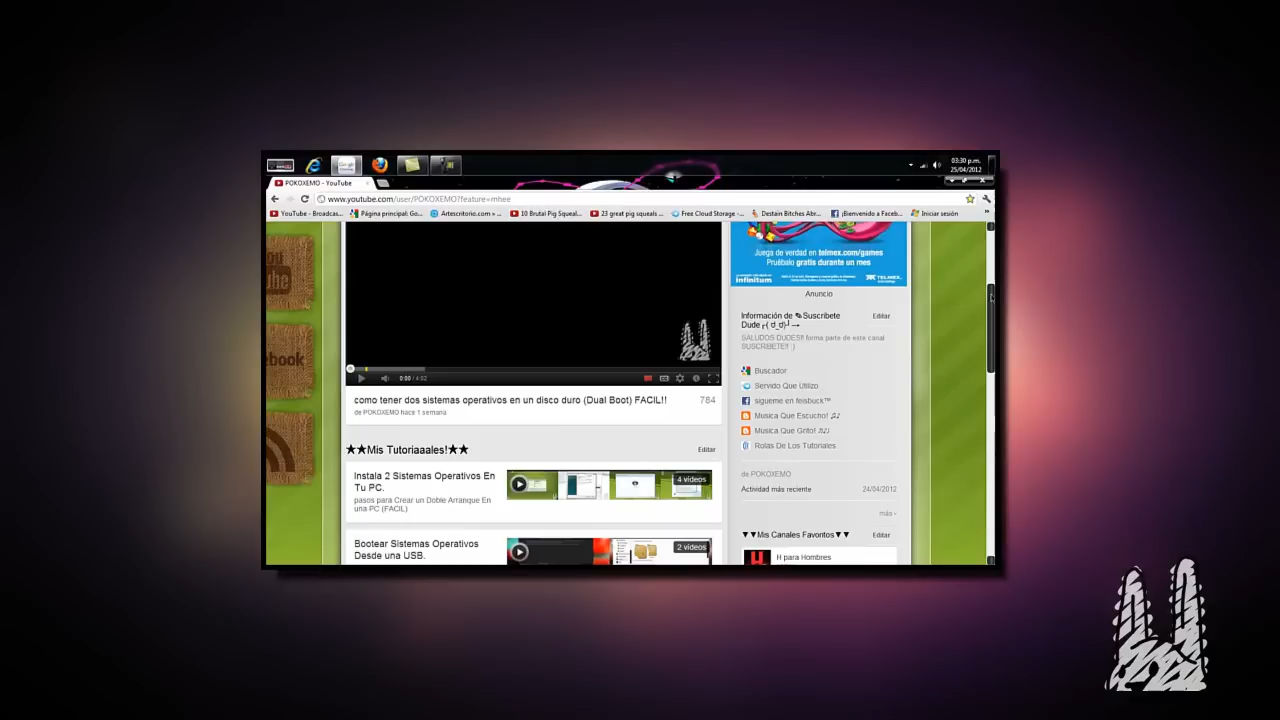 03:30 p.m.
25/04/2012
POKOXEMO - YouTube
www.youtube.com/user/POKOXEMO?feature=mhee
YouTube - Broadcas... Página principal: Go... Artescritorio.com »... 10 Brutal Pig Squeal... 23 great pig squeals ... Free Cloud Storage -... Destain Bitches Abr... ¡Bienvenido a Faceb... Iniciar sesión »
Juega de verdad en telmex.com/games
Pruébalo gratis durante un mes
infinitum
TELMEX
Anuncio
Información de ✎Suscribete
Dude
Editar
SALUDOS DUDES!! forma parte de este canal
SUSCRIBETE!! :)
Buscador
Servido Que Utilizo
sigueme en feisbuck™
Musica Que Escucho! ♫♪
Musica Que Grito! ♫♪♪
Rolas De Los Tutoriales
de POKOXEMO
Actividad más reciente 24/04/2012
más
▼▼Mis Canales Favoritos▼▼ Editar
H para Hombres
be
ebook
0:00 / 4:02
como tener dos sistemas operativos en un disco duro (Dual Boot) FACIL!! 784
de POKOXEMO hace 1 semana
★★Mis Tutoriaaales!★★ Editar
Instala 2 Sistemas Operativos En
Tu PC.
pasos para Crear un Doble Arranque En
una PC (FACIL)
4 vídeos
Bootear Sistemas Operativos
Desde una USB.
2 vídeos